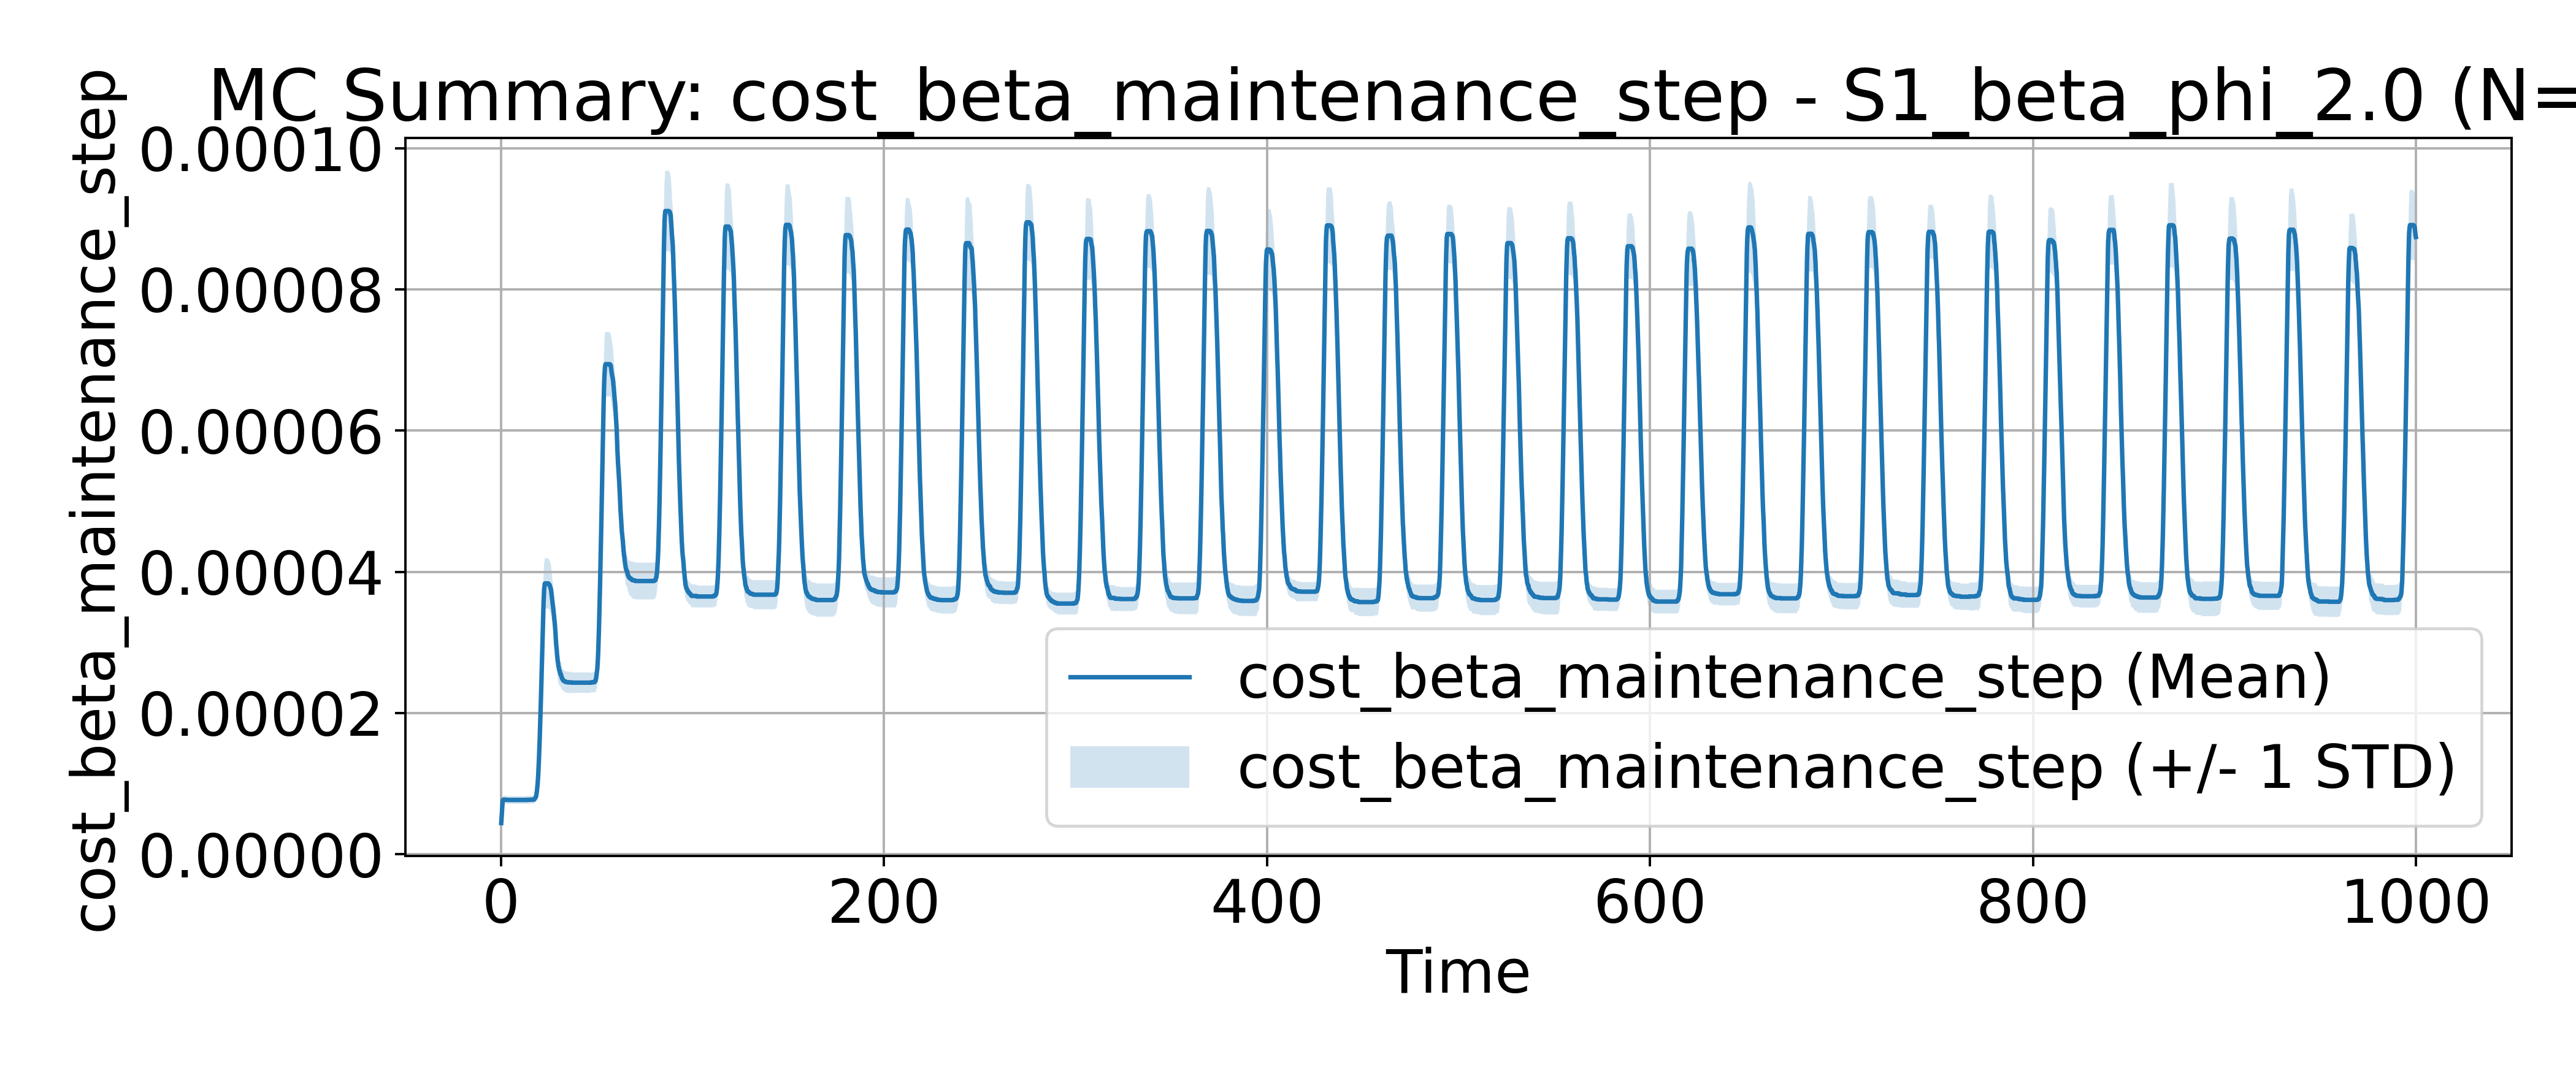 MC Summary: cost_beta_maintenance_step - S1_beta_phi_2.0 (N=
cost_beta_maintenance_step
0.00010
0.00008
0.00006
0.00004
0.00002
0.00000
cost_beta_maintenance_step (Mean)
cost_beta_maintenance_step (+/- 1 STD)
0 200 400 600 800 1000
Time